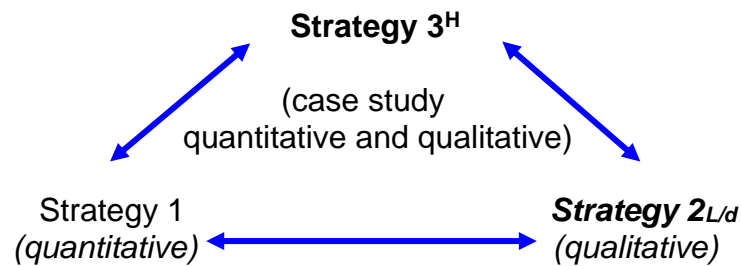 Strategy 3ᴴ
(case study
quantitative and qualitative)
Strategy 1
(quantitative)
Strategy 2L/d
(qualitative)